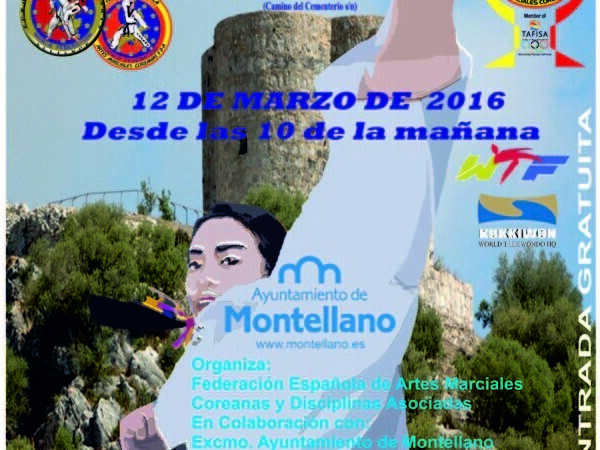 (Camino del Cementerio s/n)
Member of
TAFISA
12 DE MARZO DE 2016
Desde las 10 de la mañana
WTF
KUKKIWON
WORLD TAEKWONDO HQ
ENTRADA GRATUITA
Ayuntamiento de
Montellano
www.montellano.es
Organiza:
Federación Española de Artes Marciales
Coreanas y Disciplinas Asociadas
En Colaboración con:
Excmo. Ayuntamiento de Montellano